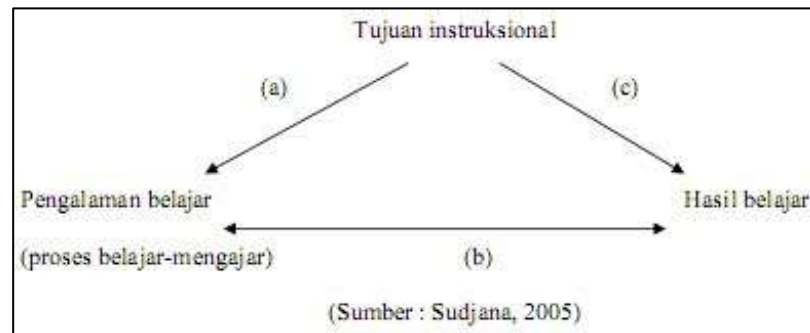 Tujuan instruksional
(a)
(c)
Pengalaman belajar
Hasil belajar
(proses belajar-mengajar)
(b)
(Sumber : Sudjana, 2005)